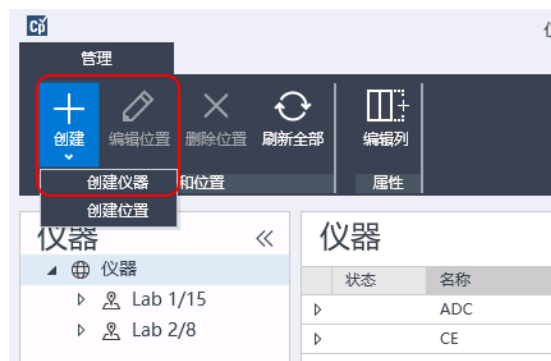 Cp
管理
创建
编辑位置
删除位置
刷新全部
编辑列
创建仪器
和位置
属性
创建位置
仪器
仪器
仪器
状态
名称
Lab 1/15
ADC
Lab 2/8
CE